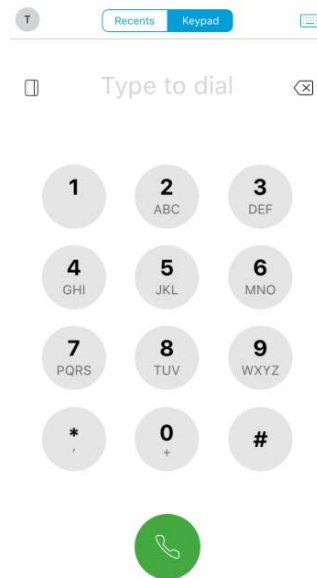 T Recents Keypad
Type to dial
1 2 3
ABC DEF
4 5 6
GHI JKL MNO
7 8 9
PQRS TUV WXYZ
* 0 #
, +